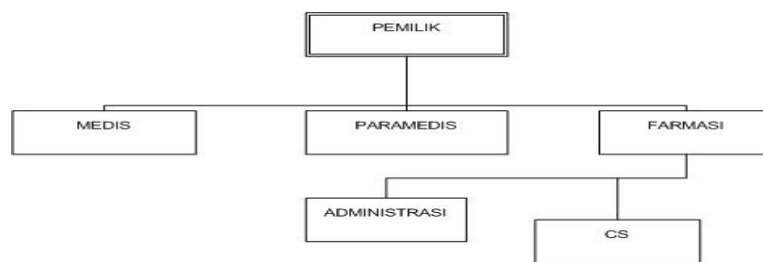 PEMILIK
MEDIS
PARAMEDIS
FARMASI
ADMINISTRASI
CS